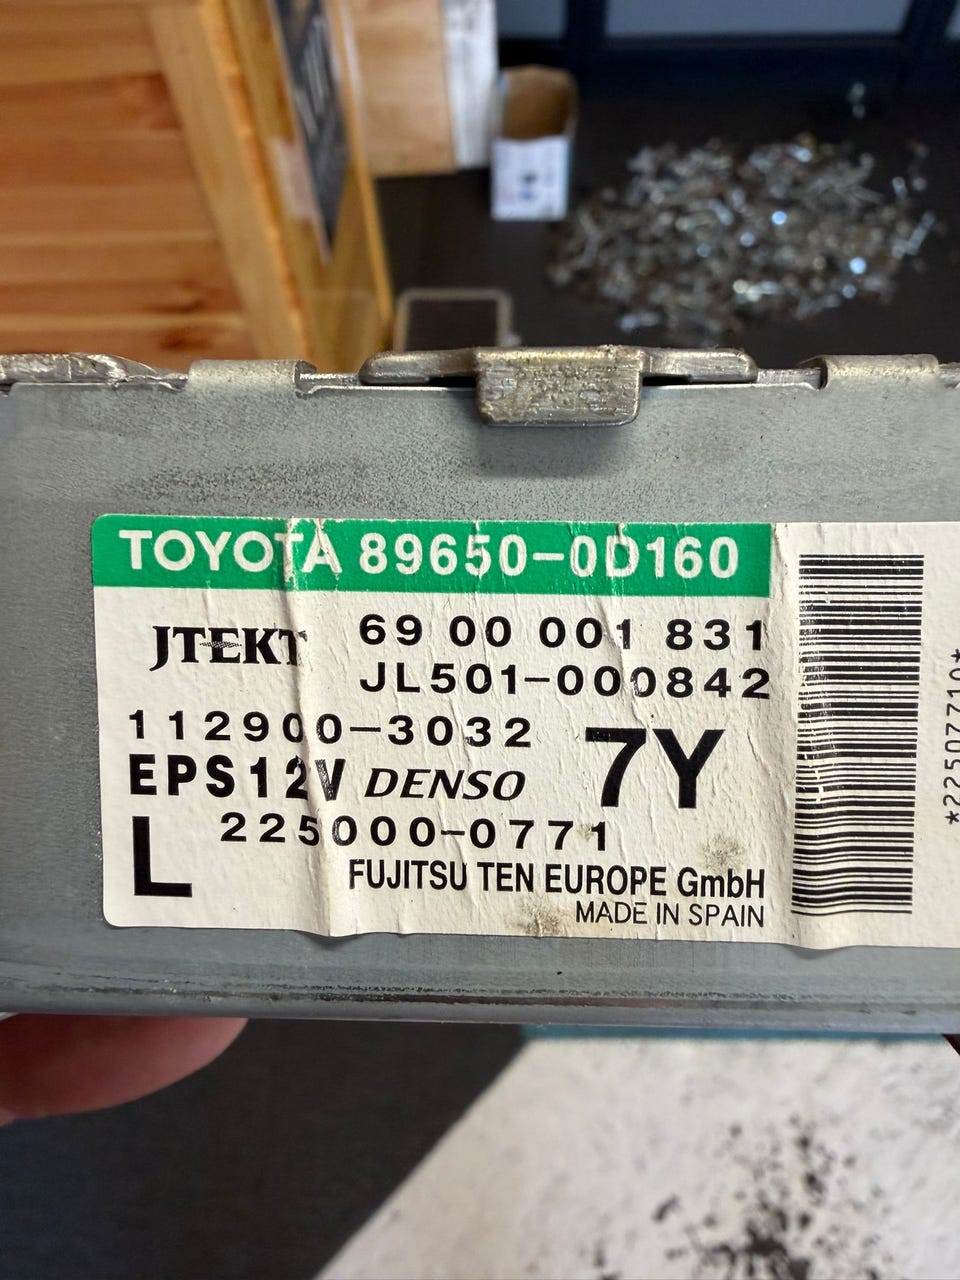 TOYOTA 89650-0D160
JTEKT 69 00 001 831
JL501-000842
112900-3032 7Y
EPS12V DENSO
L 225000-0771
FUJITSU TEN EUROPE GmbH
MADE IN SPAIN
*22507710*